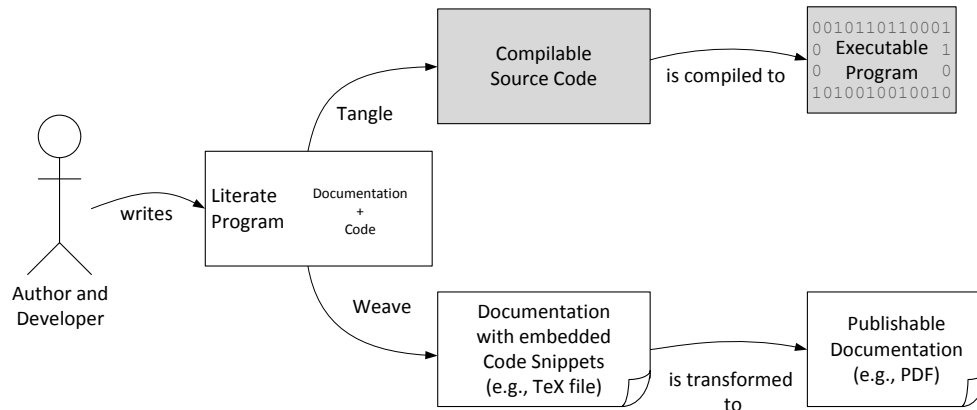 Author and
Developer
writes
Literate
Program
Documentation
+
Code
Tangle
Compilable
Source Code
is compiled to
0010110110001
0 Executable 1
0 Program 0
1010010010010
Weave
Documentation
with embedded
Code Snippets
(e.g., TeX file)
is transformed
to
Publishable
Documentation
(e.g., PDF)